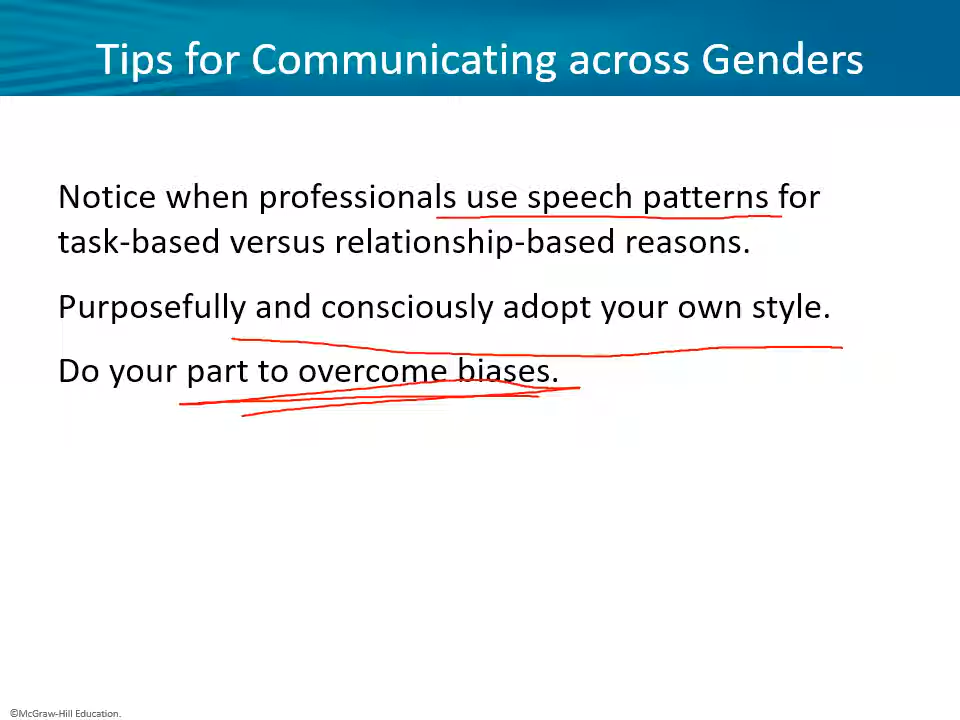 Tips for Communicating across Genders
Notice when professionals use speech patterns for
task-based versus relationship-based reasons.
Purposefully and consciously adopt your own style.
Do your part to overcome biases.
©McGraw-Hill Education.